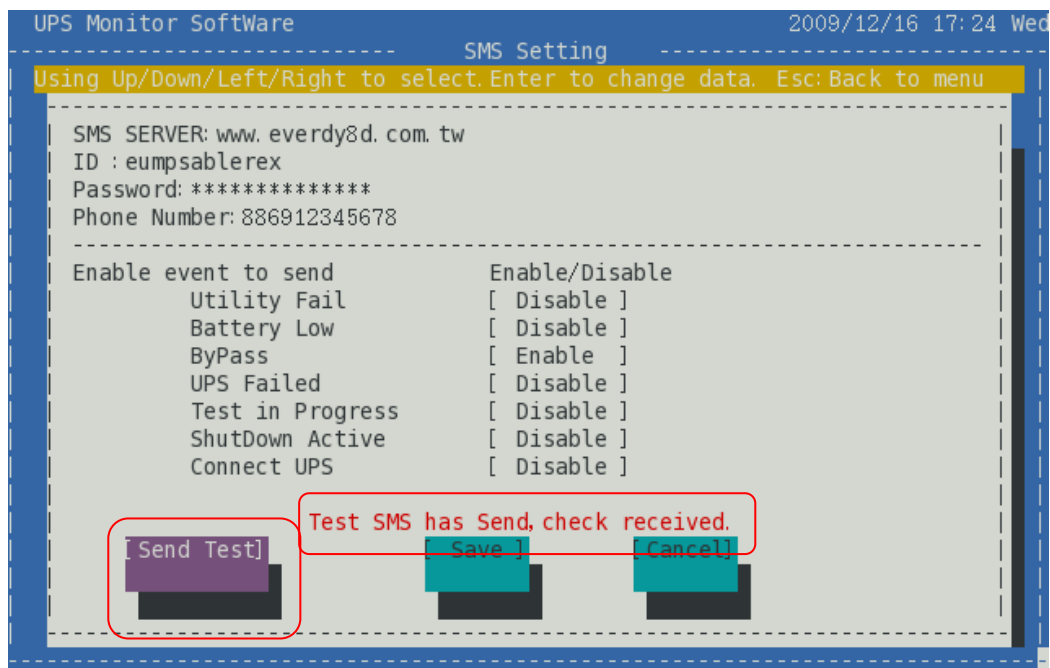 UPS Monitor SoftWare 2009/12/16 17:24 Wed
SMS Setting
Using Up/Down/Left/Right to select.Enter to change data. Esc:Back to menu
SMS SERVER: www.everdy8d.com.tw
ID : eumpsablerex
Password: **************
Phone Number: 886912345678
Enable event to send Enable/Disable
Utility Fail [ Disable ]
Battery Low [ Disable ]
ByPass [ Enable ]
UPS Failed [ Disable ]
Test in Progress [ Disable ]
ShutDown Active [ Disable ]
Connect UPS [ Disable ]
Test SMS has Send, check received.
[Send Test] [ Save ] [Cancel]